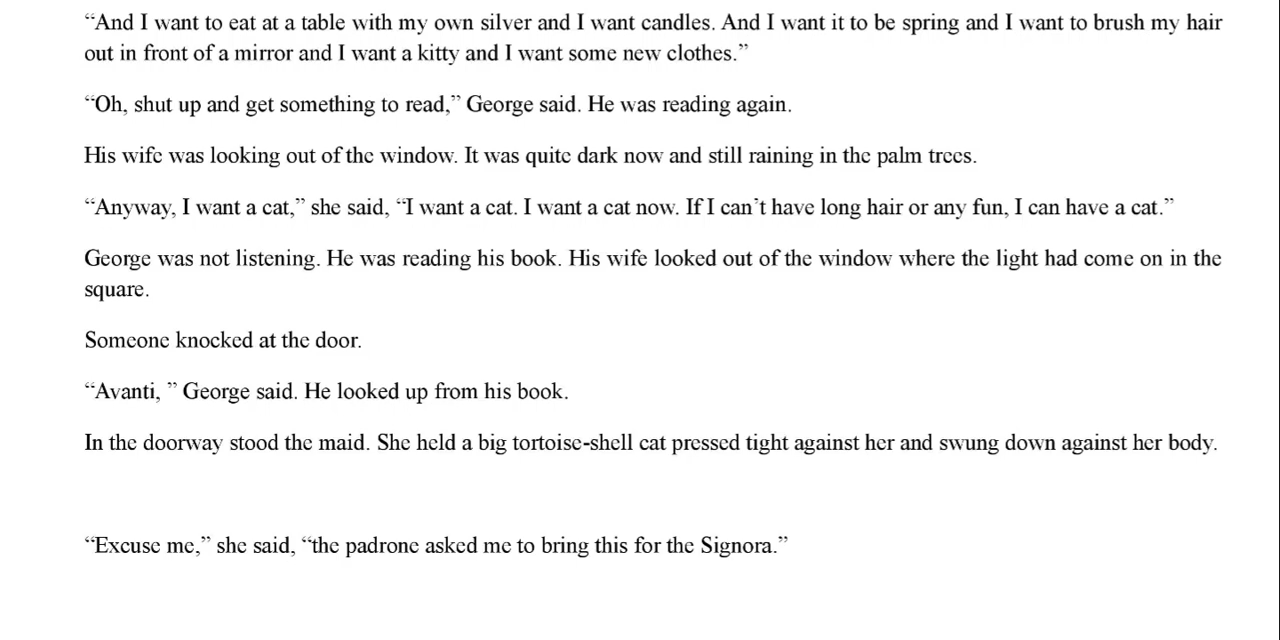 “And I want to eat at a table with my own silver and I want candles. And I want it to be spring and I want to brush my hair
out in front of a mirror and I want a kitty and I want some new clothes.”
“Oh, shut up and get something to read,” George said. He was reading again.
His wife was looking out of the window. It was quite dark now and still raining in the palm trees.
“Anyway, I want a cat,” she said, “I want a cat. I want a cat now. If I can’t have long hair or any fun, I can have a cat.”
George was not listening. He was reading his book. His wife looked out of the window where the light had come on in the
square.
Someone knocked at the door.
“Avanti, ” George said. He looked up from his book.
In the doorway stood the maid. She held a big tortoise-shell cat pressed tight against her and swung down against her body.
“Excuse me,” she said, “the padrone asked me to bring this for the Signora.”